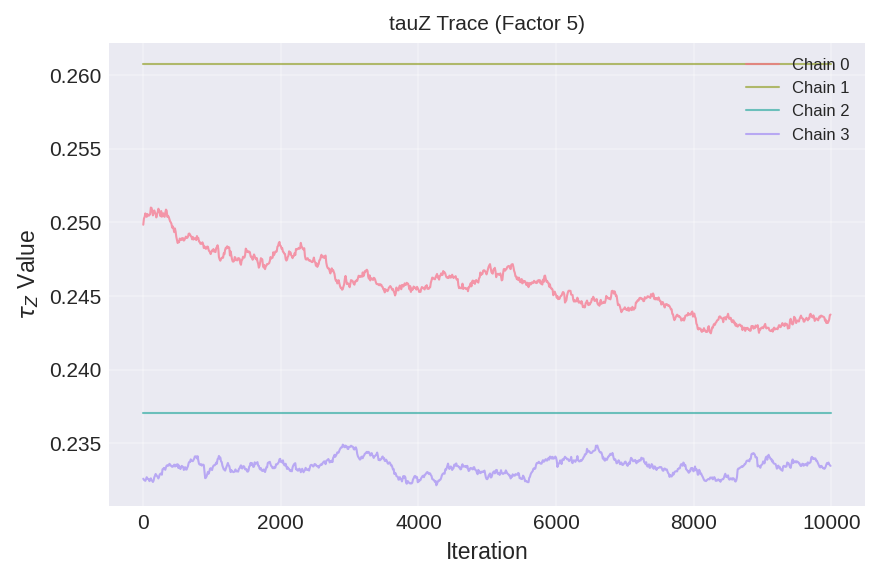 tauZ Trace (Factor 5)
τZ Value
0.260
0.255
0.250
0.245
0.240
0.235
Chain 0
Chain 1
Chain 2
Chain 3
0 2000 4000 6000 8000 10000
Iteration